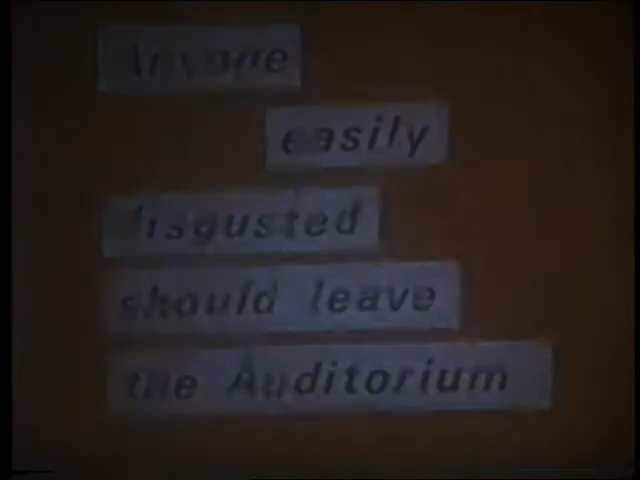 Anyone
easily
disgusted
should leave
the Auditorium